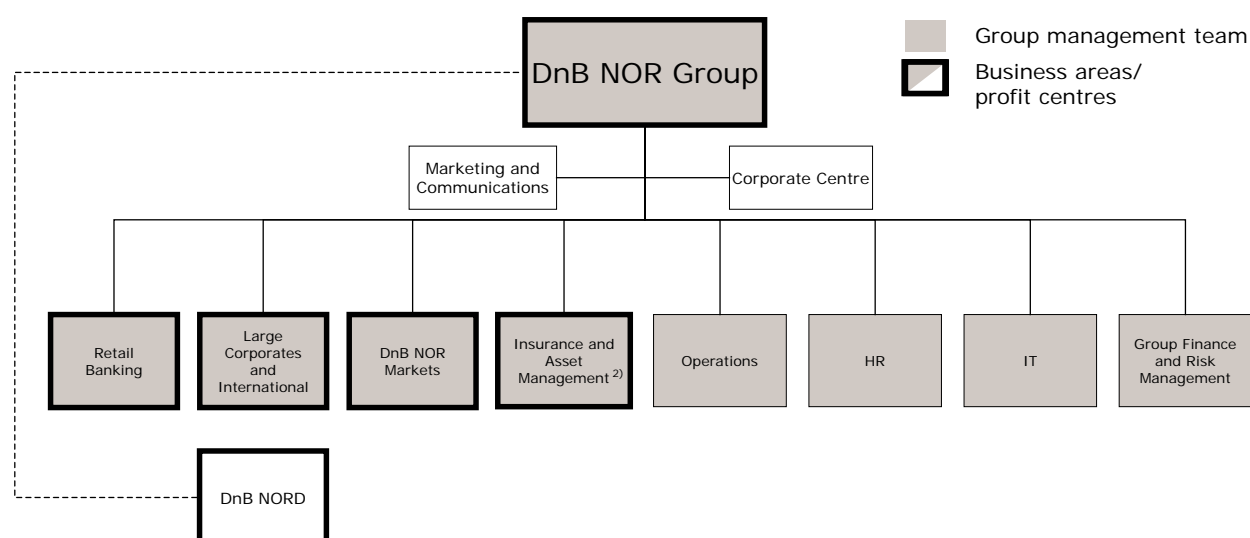 DnB NOR Group
Group management team
Business areas/
profit centres
Marketing and
Communications
Corporate Centre
Retail
Banking
Large
Corporates
and
International
DnB NOR
Markets
Insurance and
Asset
Management 2)
Operations
HR
IT
Group Finance
and Risk
Management
DnB NORD